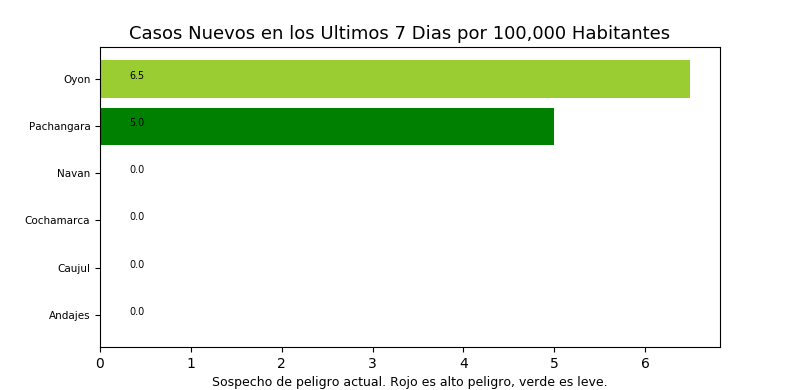 Casos Nuevos en los Ultimos 7 Dias por 100,000 Habitantes
Oyon 6.5
Pachangara 5.0
Navan 0.0
Cochamarca 0.0
Caujul 0.0
Andajes 0.0
0 1 2 3 4 5 6
Sospecho de peligro actual. Rojo es alto peligro, verde es leve.